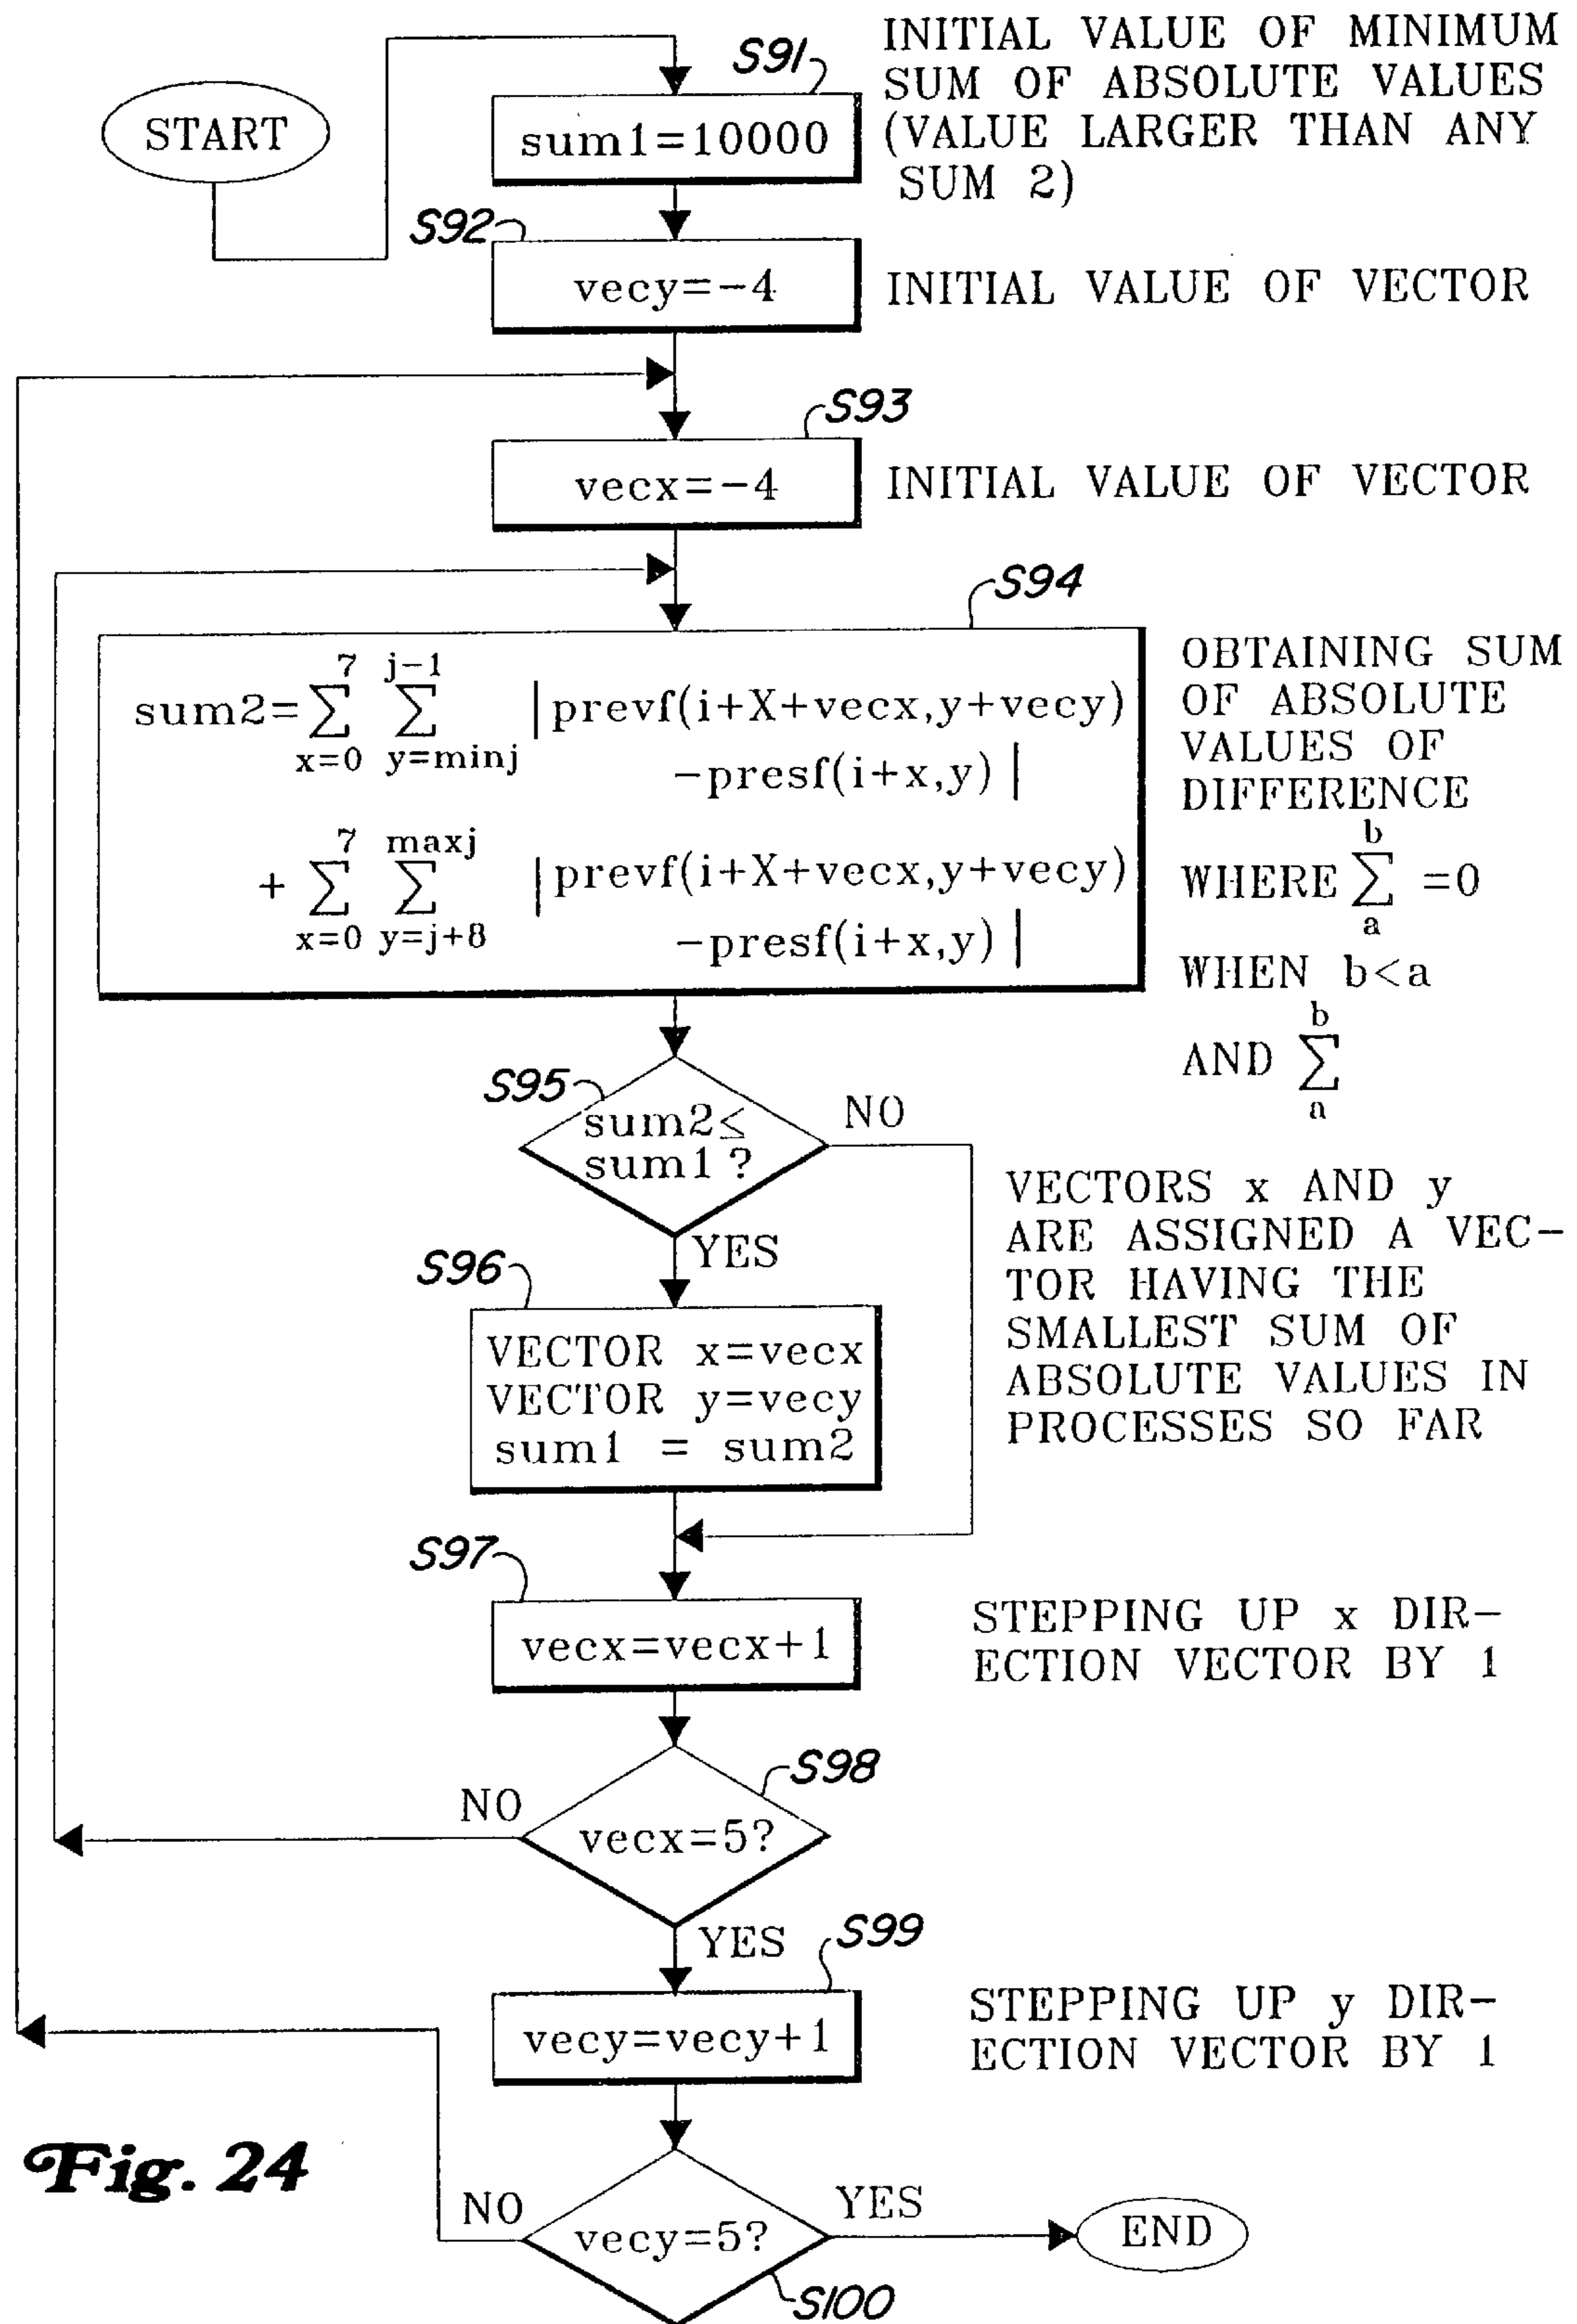 START
S91
sum1=10000
INITIAL VALUE OF MINIMUM
SUM OF ABSOLUTE VALUES
(VALUE LARGER THAN ANY
SUM 2)
S92
vecy=-4
INITIAL VALUE OF VECTOR
S93
vecx=-4
INITIAL VALUE OF VECTOR
S94
7 j-1
sum2=∑ ∑ |prevf(i+X+vecx,y+vecy)
x=0 y=minj
-presf(i+x,y)|
7 maxj
+ ∑ ∑ |prevf(i+X+vecx,y+vecy)
x=0 y=j+8
-presf(i+x,y)|
OBTAINING SUM
OF ABSOLUTE
VALUES OF
DIFFERENCE
b
WHERE ∑ =0
a
WHEN b<a
b
AND ∑
a
S95
sum2≤
sum1?
NO
YES
S96
VECTOR x=vecx
VECTOR y=vecy
sum1 = sum2
VECTORS x AND y
ARE ASSIGNED A VEC-
TOR HAVING THE
SMALLEST SUM OF
ABSOLUTE VALUES IN
PROCESSES SO FAR
S97
vecx=vecx+1
STEPPING UP x DIR-
ECTION VECTOR BY 1
S98
NO
vecx=5?
YES
S99
vecy=vecy+1
STEPPING UP y DIR-
ECTION VECTOR BY 1
NO
vecy=5?
YES
END
S100
Fig. 24